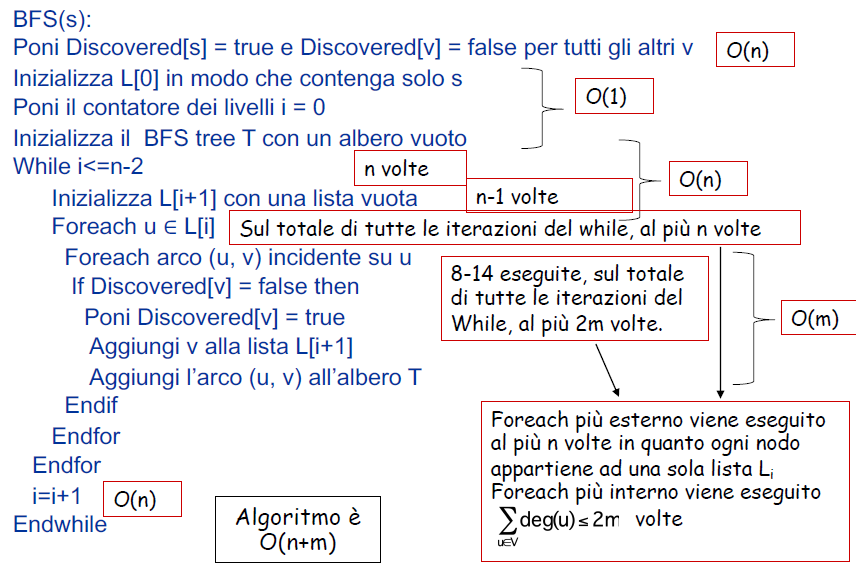 BFS(s):
Poni Discovered[s] = true e Discovered[v] = false per tutti gli altri v
O(n)
Inizializza L[0] in modo che contenga solo s
Poni il contatore dei livelli i = 0
O(1)
Inizializza il BFS tree T con un albero vuoto
While i<=n-2
n volte
O(n)
Inizializza L[i+1] con una lista vuota
n-1 volte
Foreach u ∈ L[i]
Sul totale di tutte le iterazioni del while, al più n volte
Foreach arco (u, v) incidente su u
If Discovered[v] = false then
Poni Discovered[v] = true
Aggiungi v alla lista L[i+1]
Aggiungi l'arco (u, v) all'albero T
8-14 eseguite, sul totale
di tutte le iterazioni del
While, al più 2m volte.
O(m)
Endif
Endfor
Endfor
i=i+1
O(n)
Endwhile
Algoritmo è
O(n+m)
Foreach più esterno viene eseguito
al più n volte in quanto ogni nodo
appartiene ad una sola lista Li
Foreach più interno viene eseguito
∑deg(u) ≤ 2m volte
u∈V